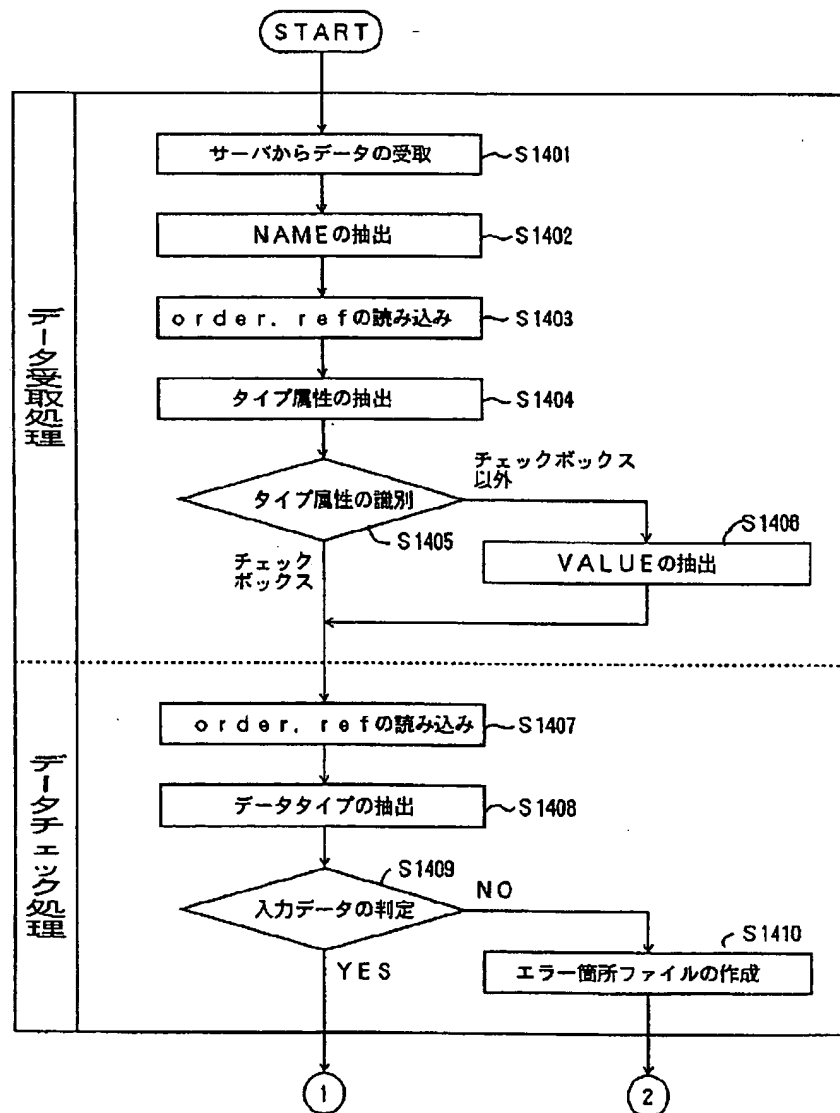 START
データ受取処理
サーバからデータの受取
S1401
NAMEの抽出
S1402
order.refの読み込み
S1403
タイプ属性の抽出
S1404
タイプ属性の識別
S1405
チェックボックス
以外
S1406
VALUEの抽出
チェック
ボックス
データチェック処理
order.refの読み込み
S1407
データタイプの抽出
S1408
S1409
入力データの判定
NO
YES
S1410
エラー箇所ファイルの作成
1
2